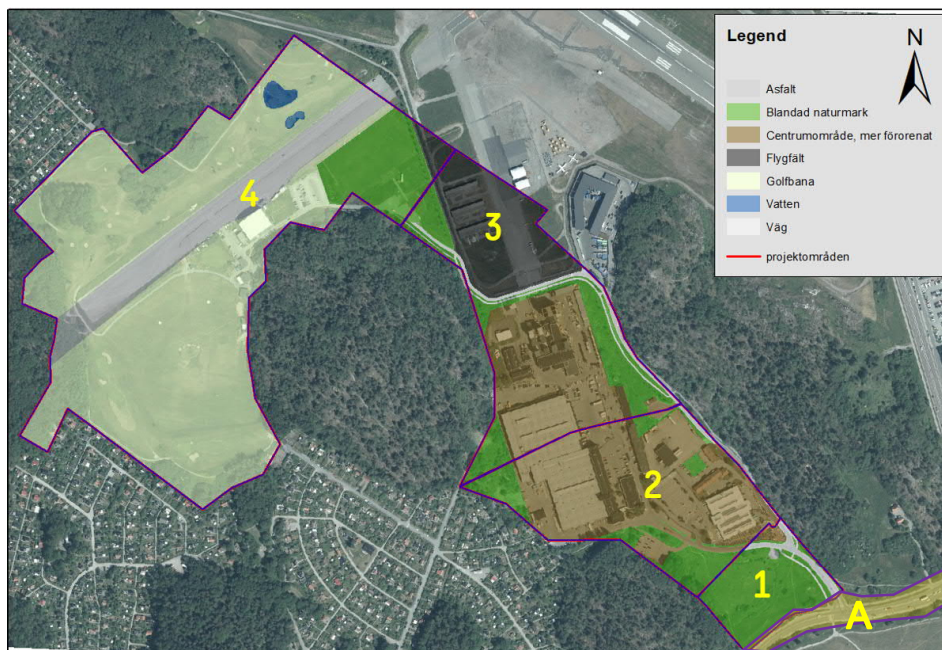 Legend
N
Asfalt
Blandad naturmark
Centrumområde, mer förorenat
Flygfält
Golfbana
Vatten
Väg
projektområden
4
3
2
1
A